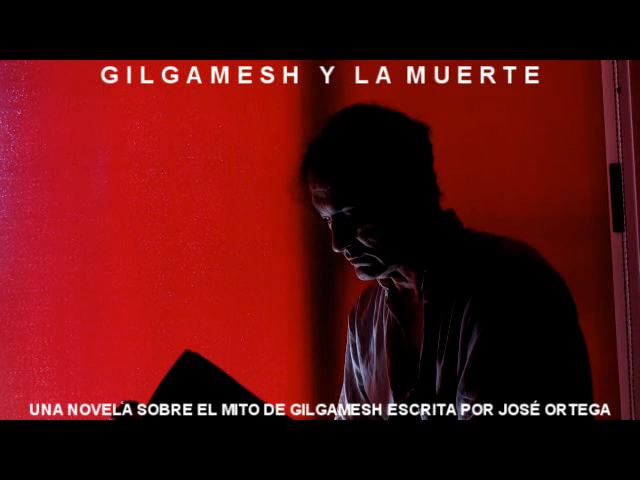 GILGAMESH Y LA MUERTE
UNA NOVELA SOBRE EL MITO DE GILGAMESH ESCRITA POR JOSÉ ORTEGA